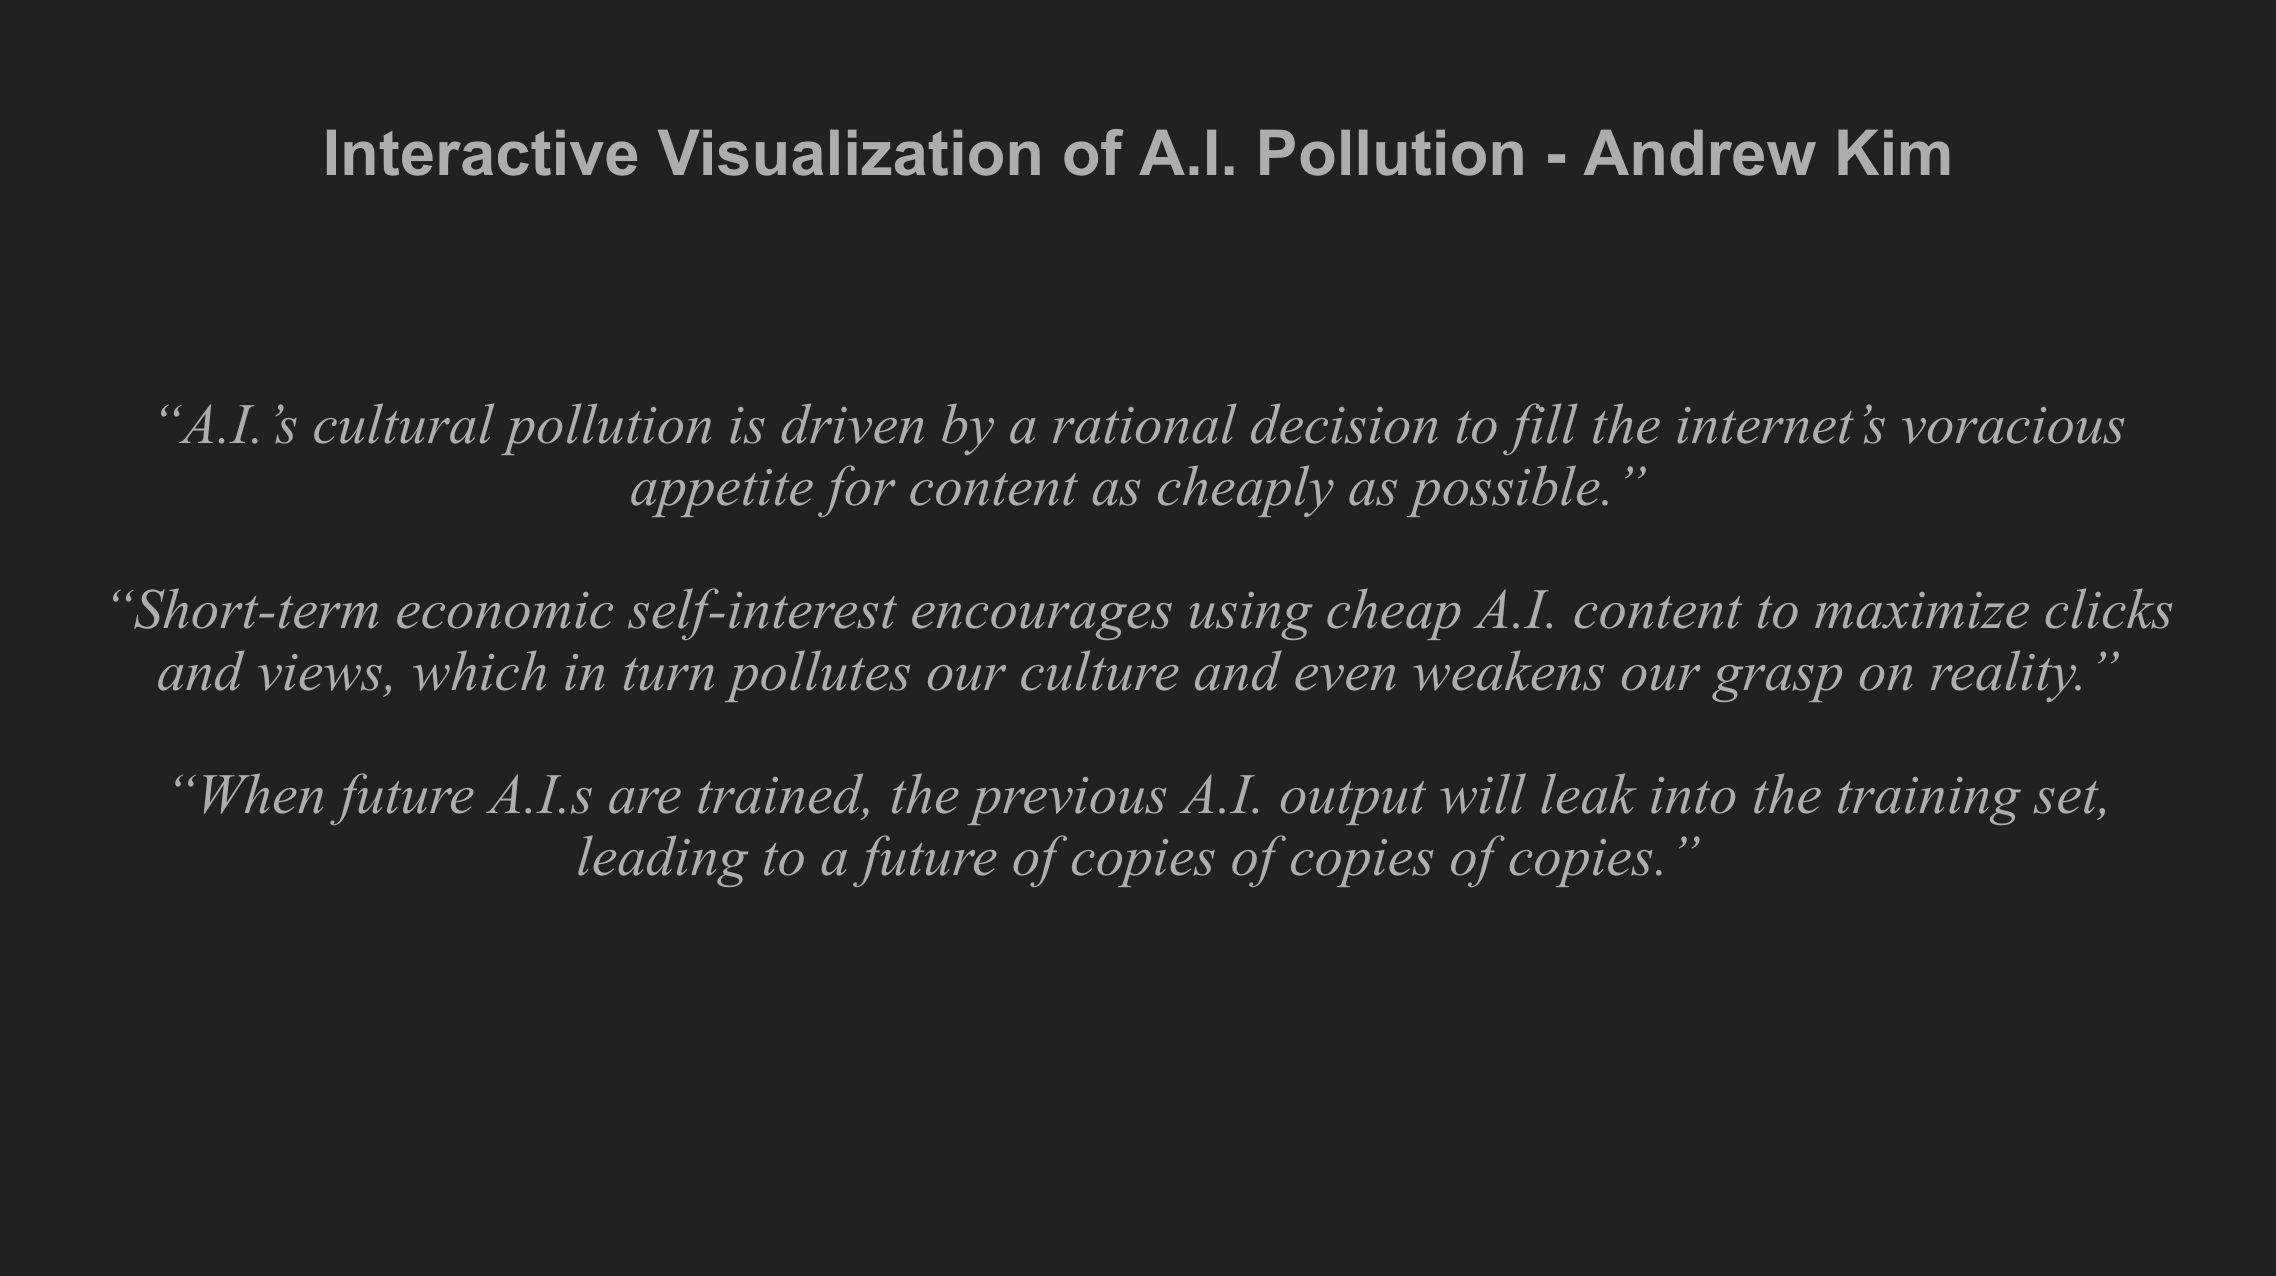 Interactive Visualization of A.I. Pollution - Andrew Kim
“A.I.’s cultural pollution is driven by a rational decision to fill the internet’s voracious
appetite for content as cheaply as possible.”
“Short-term economic self-interest encourages using cheap A.I. content to maximize clicks
and views, which in turn pollutes our culture and even weakens our grasp on reality.”
“When future A.I.s are trained, the previous A.I. output will leak into the training set,
leading to a future of copies of copies of copies.”